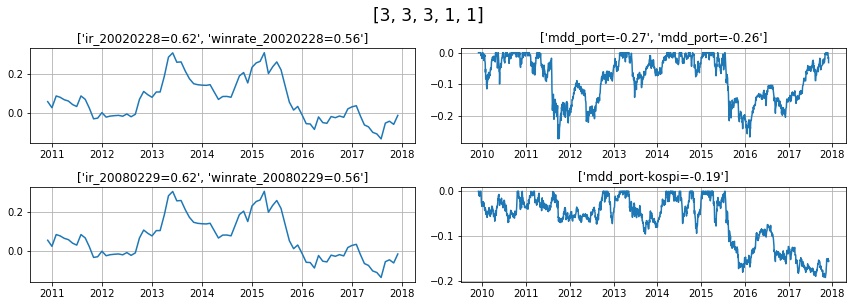 [3, 3, 3, 1, 1]
['ir_20020228=0.62', 'winrate_20020228=0.56']
0.2
0.0
2011 2012 2013 2014 2015 2016 2017 2018
['mdd_port=-0.27', 'mdd_port=-0.26']
0.0
−0.1
−0.2
2010 2011 2012 2013 2014 2015 2016 2017 2018
['ir_20080229=0.62', 'winrate_20080229=0.56']
0.2
0.0
2011 2012 2013 2014 2015 2016 2017 2018
['mdd_port-kospi=-0.19']
0.0
−0.1
−0.2
2010 2011 2012 2013 2014 2015 2016 2017 2018